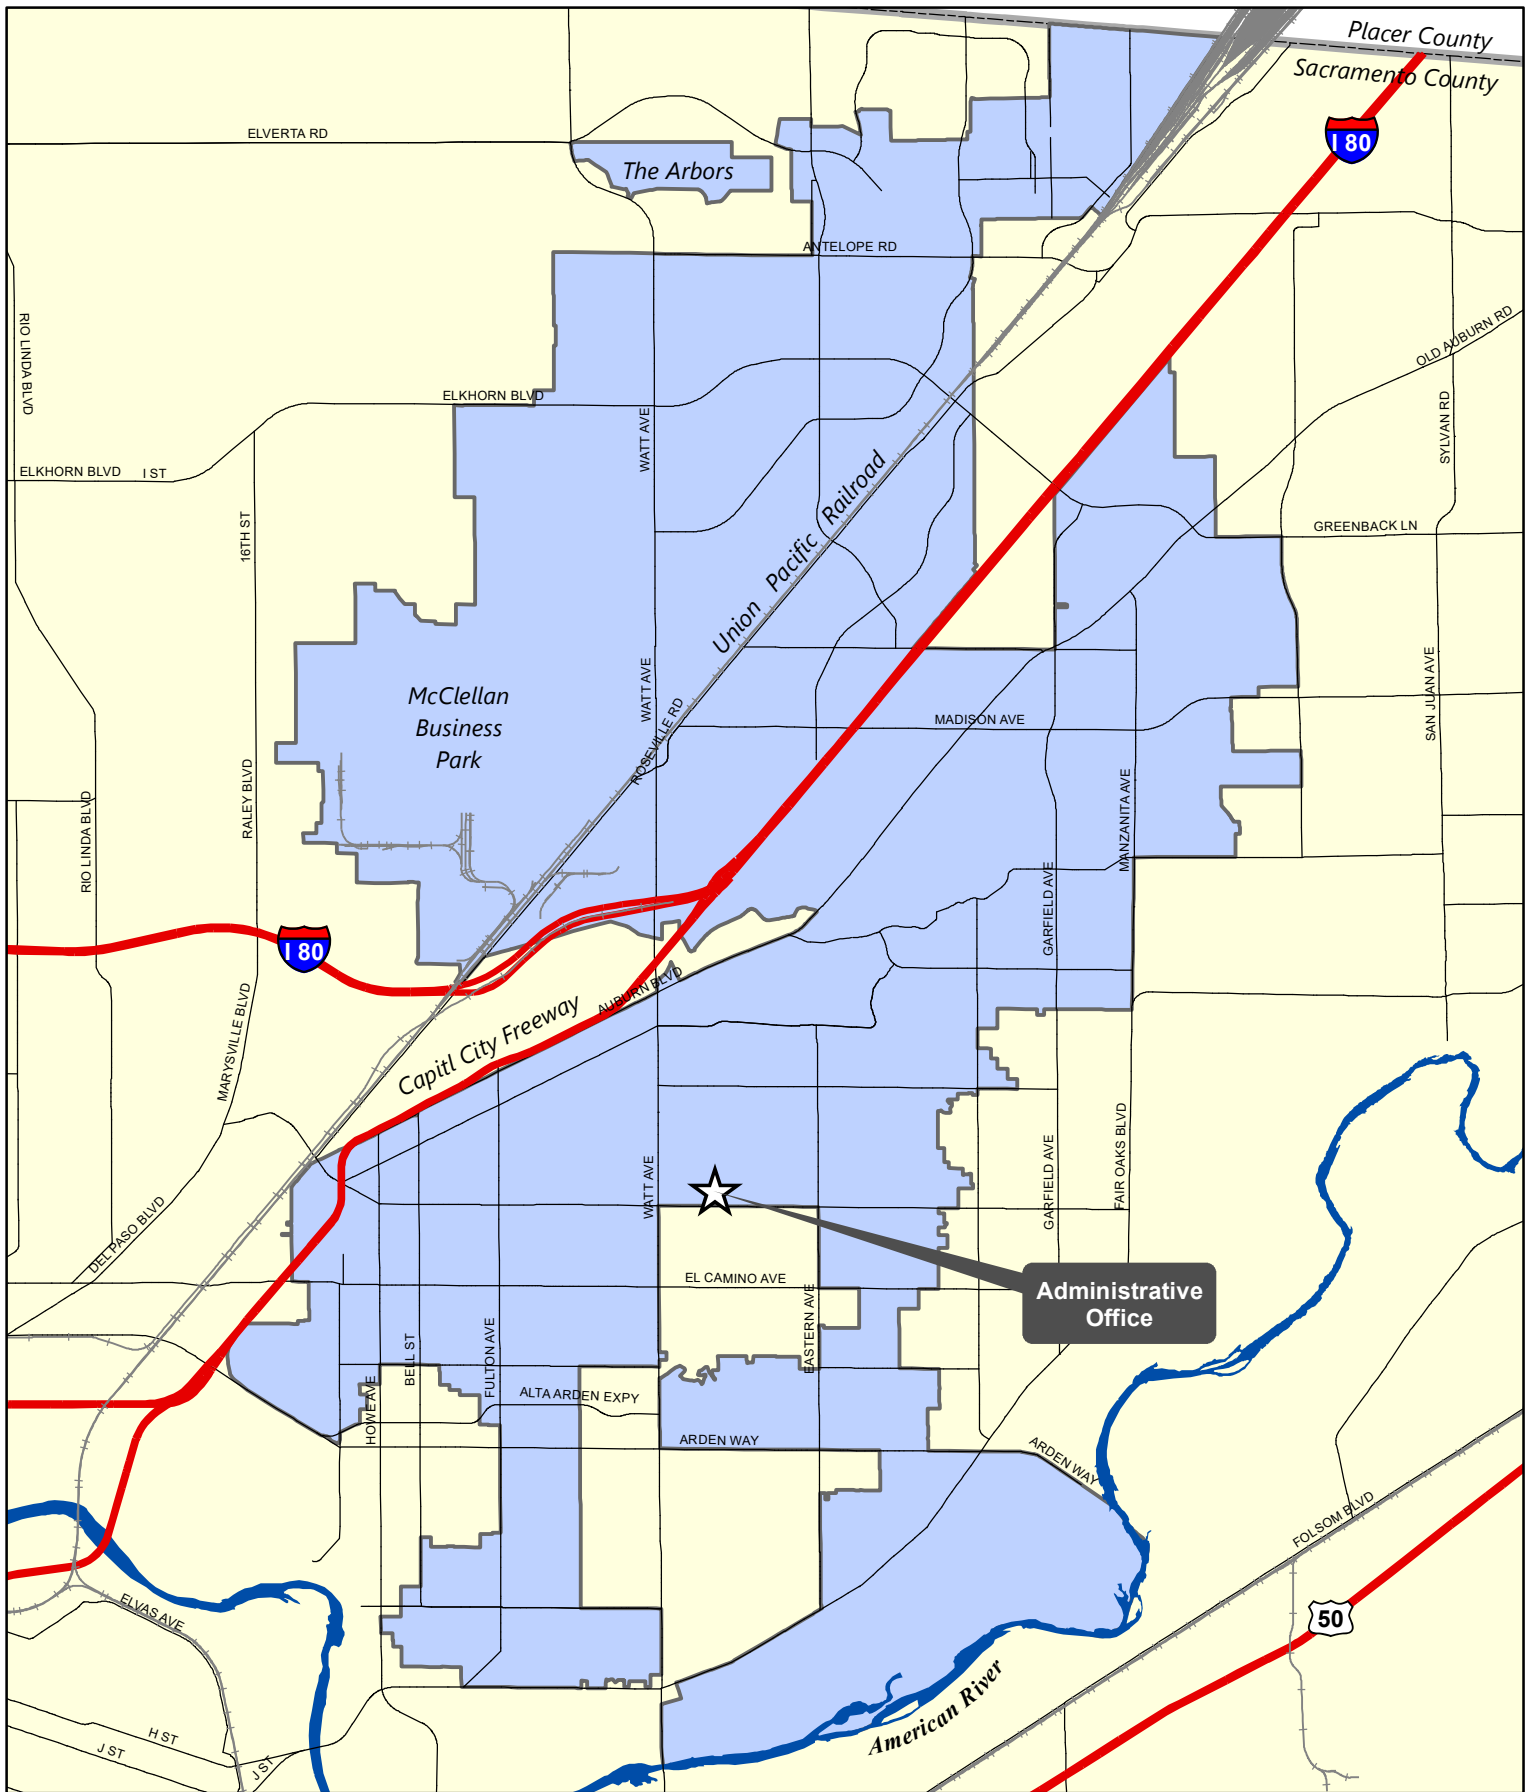 Placer County
Sacramento County
I 80
ELVERTA RD
The Arbors
ANTELOPE RD
RIO LINDA BLVD
OLD AUBURN RD
ELKHORN BLVD
WATT AVE
SYLVAN RD
ELKHORN BLVD
I ST
16TH ST
Union Pacific Railroad
GREENBACK LN
McClellan
Business
Park
WATT AVE
ROSEVILLE RD
MADISON AVE
SAN JUAN AVE
RALEY BLVD
RIO LINDA BLVD
MANZANITA AVE
GARFIELD AVE
I 80
AUBURN BLVD
Capitl City Freeway
MARYSVILLE BLVD
WATT AVE
GARFIELD AVE
FAIR OAKS BLVD
DEL PASO BLVD
EL CAMINO AVE
EASTERN AVE
Administrative
Office
BELL ST
FULTON AVE
HOWE AVE
ALTA ARDEN EXPY
ARDEN WAY
ARDEN WAY
FOLSOM BLVD
ELVAS AVE
50
American River
H ST
J ST
J ST